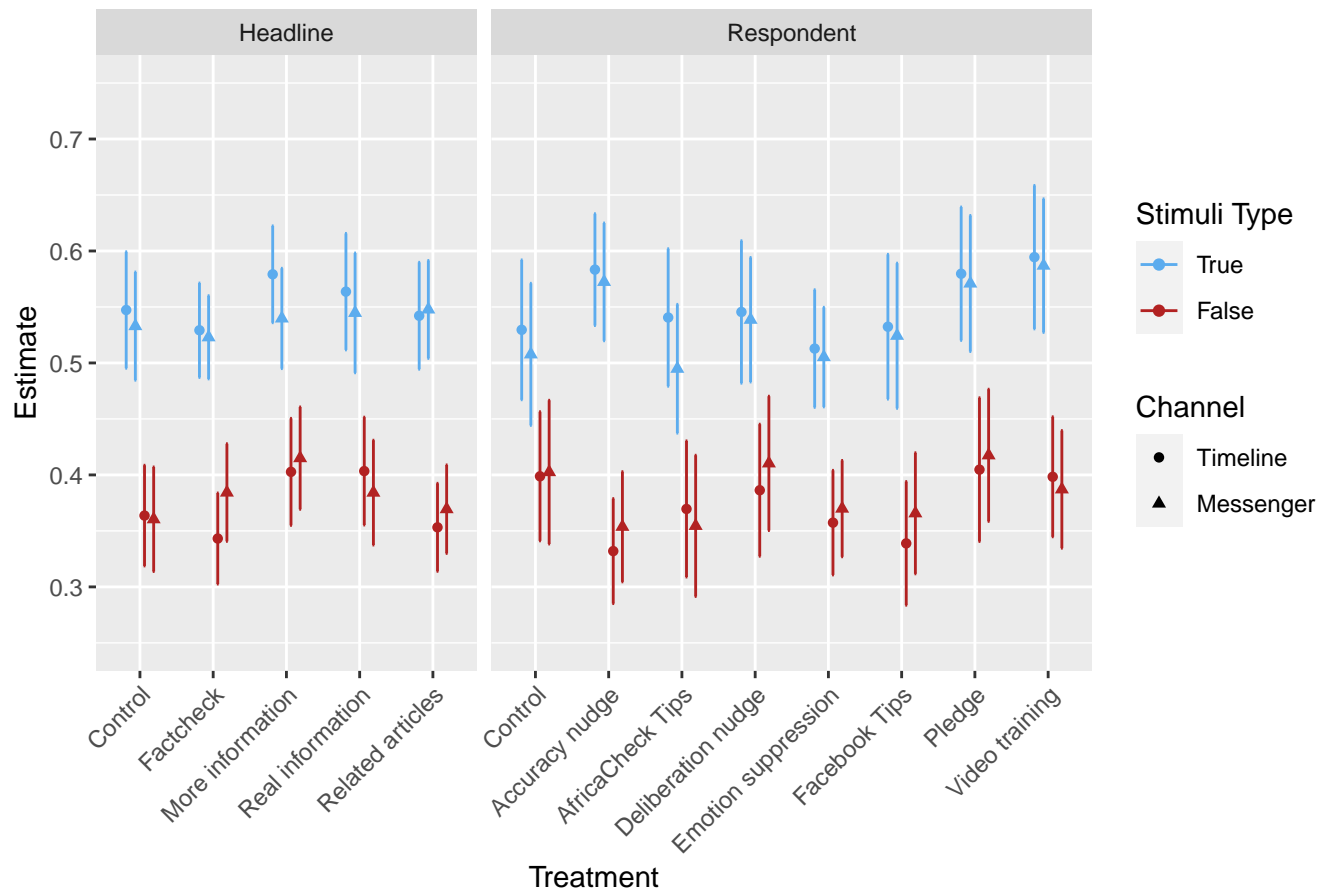 Headline
Respondent
0.7
0.6
0.5
0.4
0.3
Estimate
Control
Factcheck
More information
Real information
Related articles
Control
Accuracy nudge
AfricaCheck Tips
Deliberation nudge
Emotion suppression
Facebook Tips
Pledge
Video training
Treatment
Stimuli Type
True
False
Channel
Timeline
Messenger